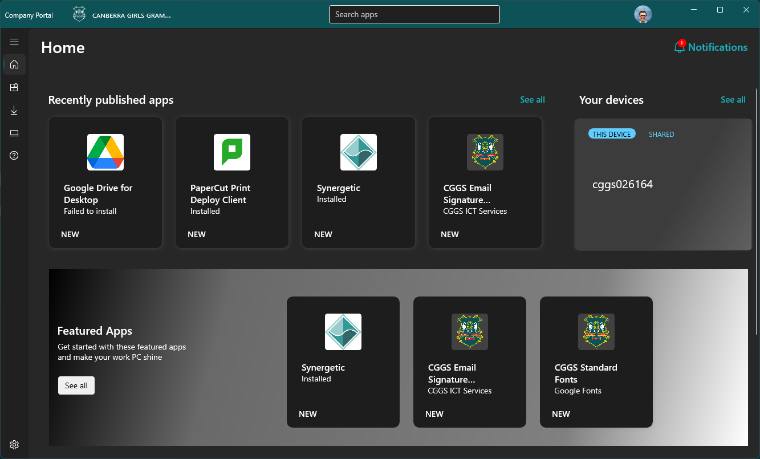 Company Portal
CANBERRA GIRLS GRAM...
Search apps
Home
1
Notifications
Recently published apps
See all
Google Drive for
Desktop
Failed to install
NEW
PaperCut Print
Deploy Client
Installed
NEW
Synergetic
Installed
NEW
CGGS Email
Signature...
CGGS ICT Services
NEW
Your devices
See all
THIS DEVICE
SHARED
cggs026164
Featured Apps
Get started with these featured apps
and make your work PC shine
See all
Synergetic
Installed
NEW
CGGS Email
Signature...
CGGS ICT Services
NEW
CGGS Standard
Fonts
Google Fonts
NEW